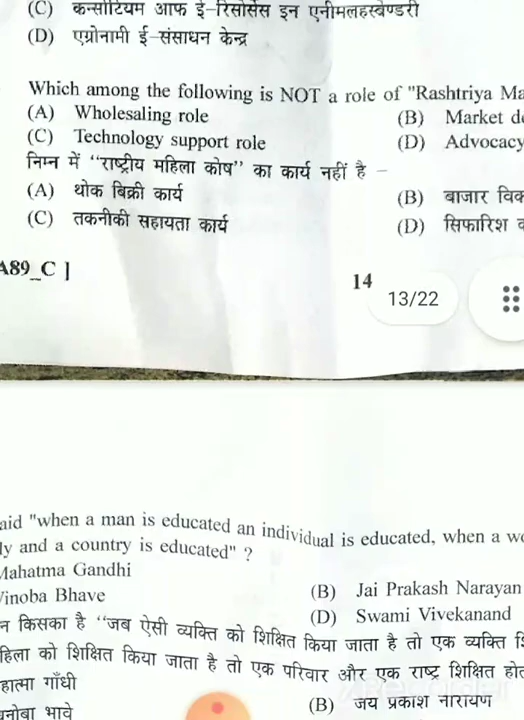 (C) कन्सोर्टियम आफ ई-रिसोर्सेस इन एनीमलहस्बेण्डरी
(D) एग्रोनामी ई-संसाधन केन्द्र
Which among the following is NOT a role of "Rashtriya Ma
(A) Wholesaling role
(B) Market de
(C) Technology support role
(D) Advocacy
निम्न में “राष्ट्रीय महिला कोष” का कार्य नहीं है –
(A) थोक बिक्री कार्य
(B) बाजार विक
(C) तकनीकी सहायता कार्य
(D) सिफारिश क
A89_C ]
14
13/22
aid "when a man is educated an individual is educated, when a wo
ly and a country is educated" ?
Mahatma Gandhi
(B) Jai Prakash Narayan
Vinoba Bhave
(D) Swami Vivekanand
न किसका है “जब ऐसी व्यक्ति को शिक्षित किया जाता है तो एक व्यक्ति शि
हिला को शिक्षित किया जाता है तो एक परिवार और एक राष्ट्र शिक्षित होत
हात्मा गाँधी
(B) जय प्रकाश नारायण
वनोबा भावे